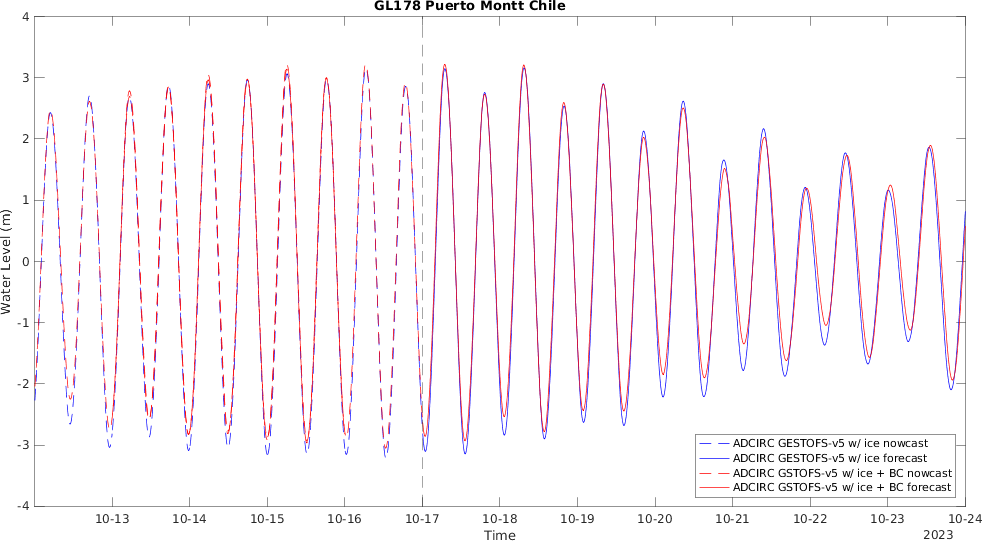 GL178 Puerto Montt Chile
4
3
2
1
0
-1
-2
-3
-4
Water Level (m)
10-13 10-14 10-15 10-16 10-17 10-18 10-19 10-20 10-21 10-22 10-23 10-24
2023
Time
ADCIRC GESTOFS-v5 w/ ice nowcast
ADCIRC GESTOFS-v5 w/ ice forecast
ADCIRC GSTOFS-v5 w/ ice + BC nowcast
ADCIRC GSTOFS-v5 w/ ice + BC forecast